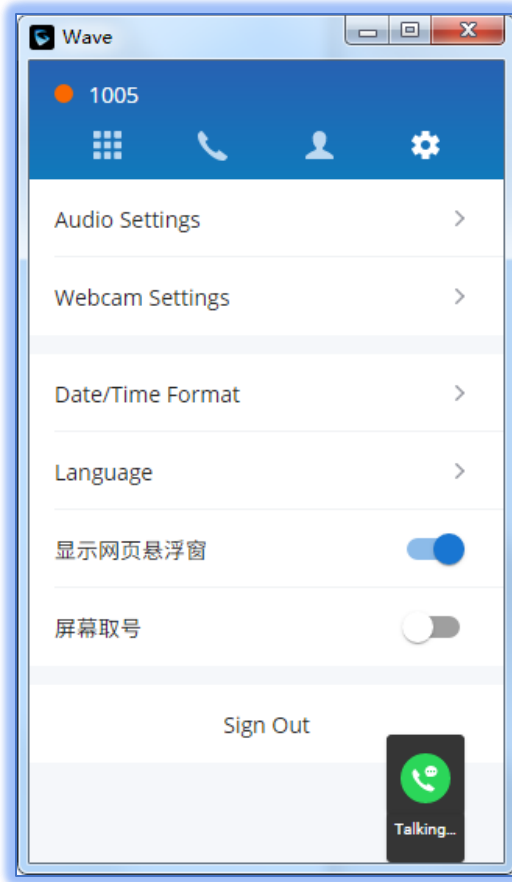 Wave
1005
Audio Settings
Webcam Settings
Date/Time Format
Language
显示网页悬浮窗
屏幕取号
Sign Out
Talking...